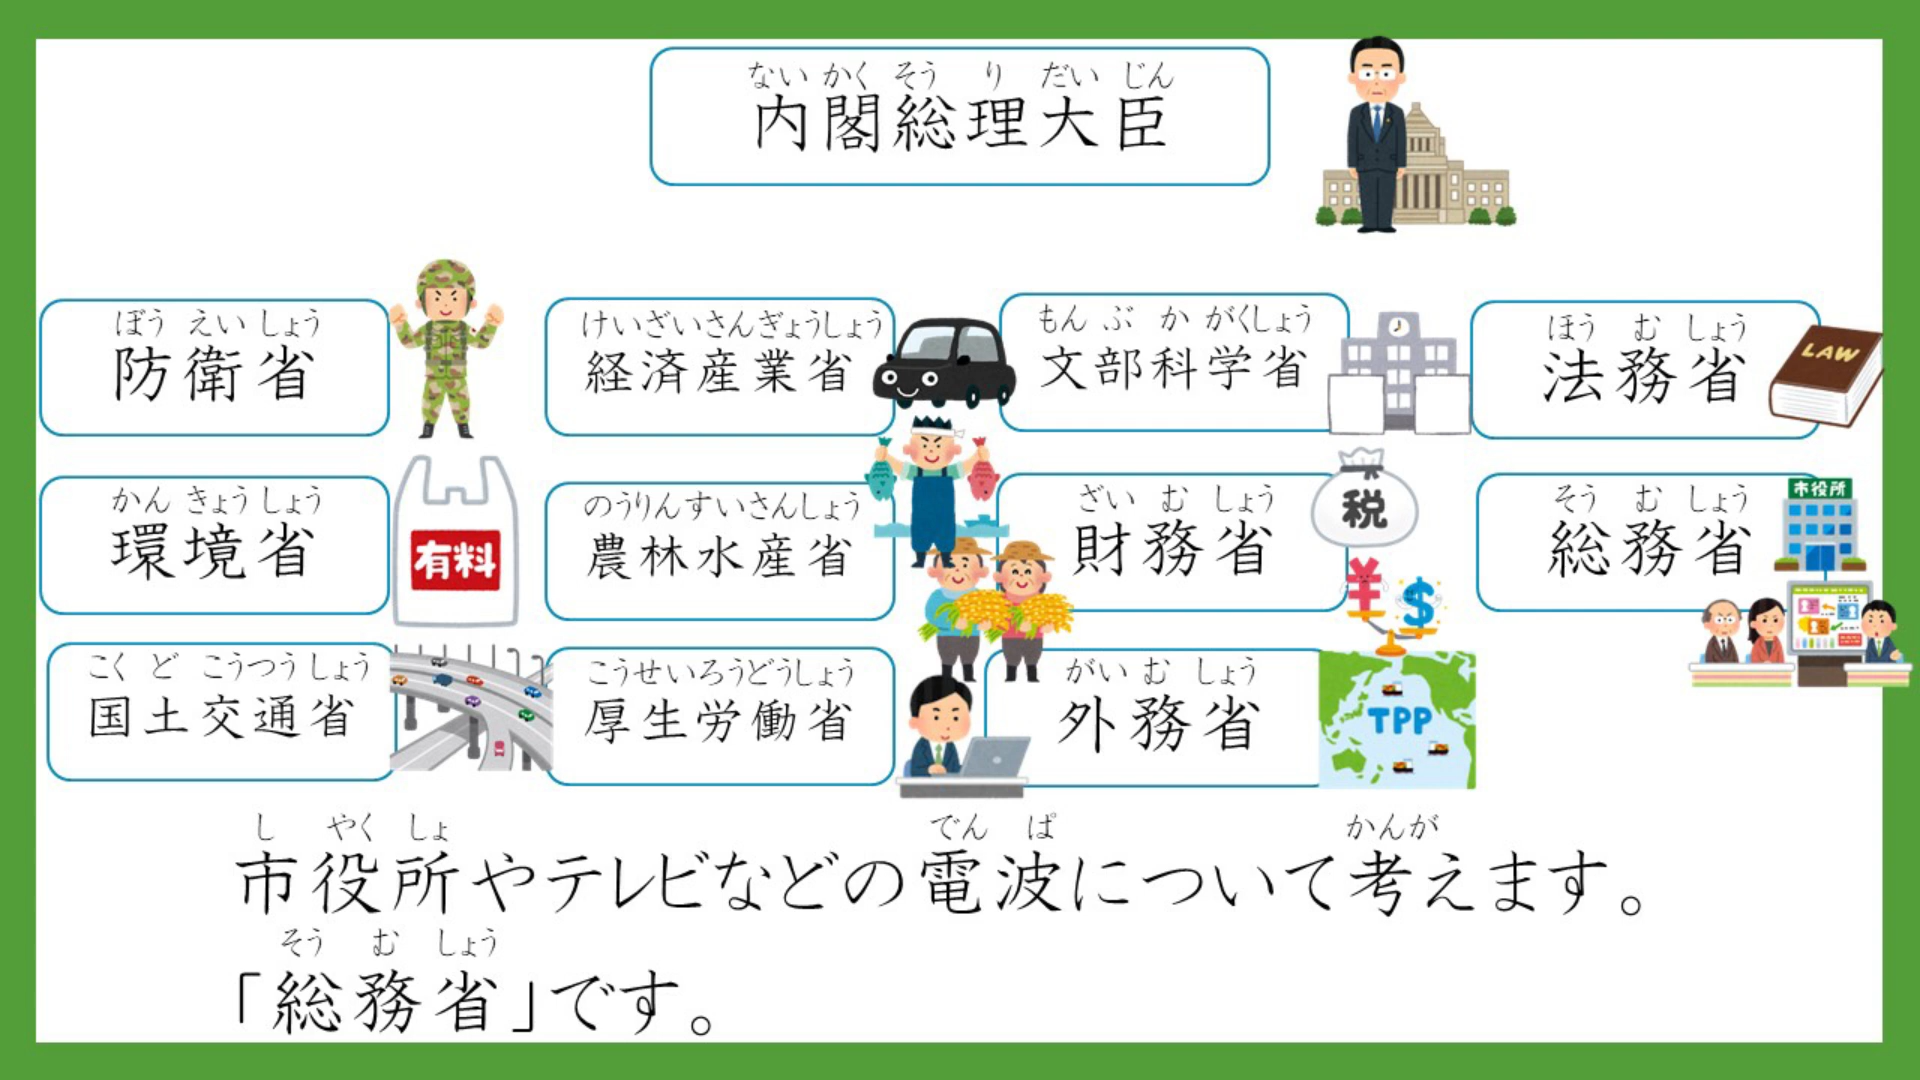 ないかくそうりだいじん
内閣総理大臣
ぼうえいしょう
防衛省
けいざいさんぎょうしょう
経済産業省
もんぶかがくしょう
文部科学省
ほうむしょう
法務省
LAW
かんきょうしょう
環境省
有料
のうりんすいさんしょう
農林水産省
ざいむしょう
財務省
税
¥ $
そうむしょう
総務省
市役所
こくどこうつうしょう
国土交通省
こうせいろうどうしょう
厚生労働省
がいむしょう
外務省
TPP
しやくしょ でんぱ かんが
市役所やテレビなどの電波について考えます。
そうむしょう
「総務省」です。